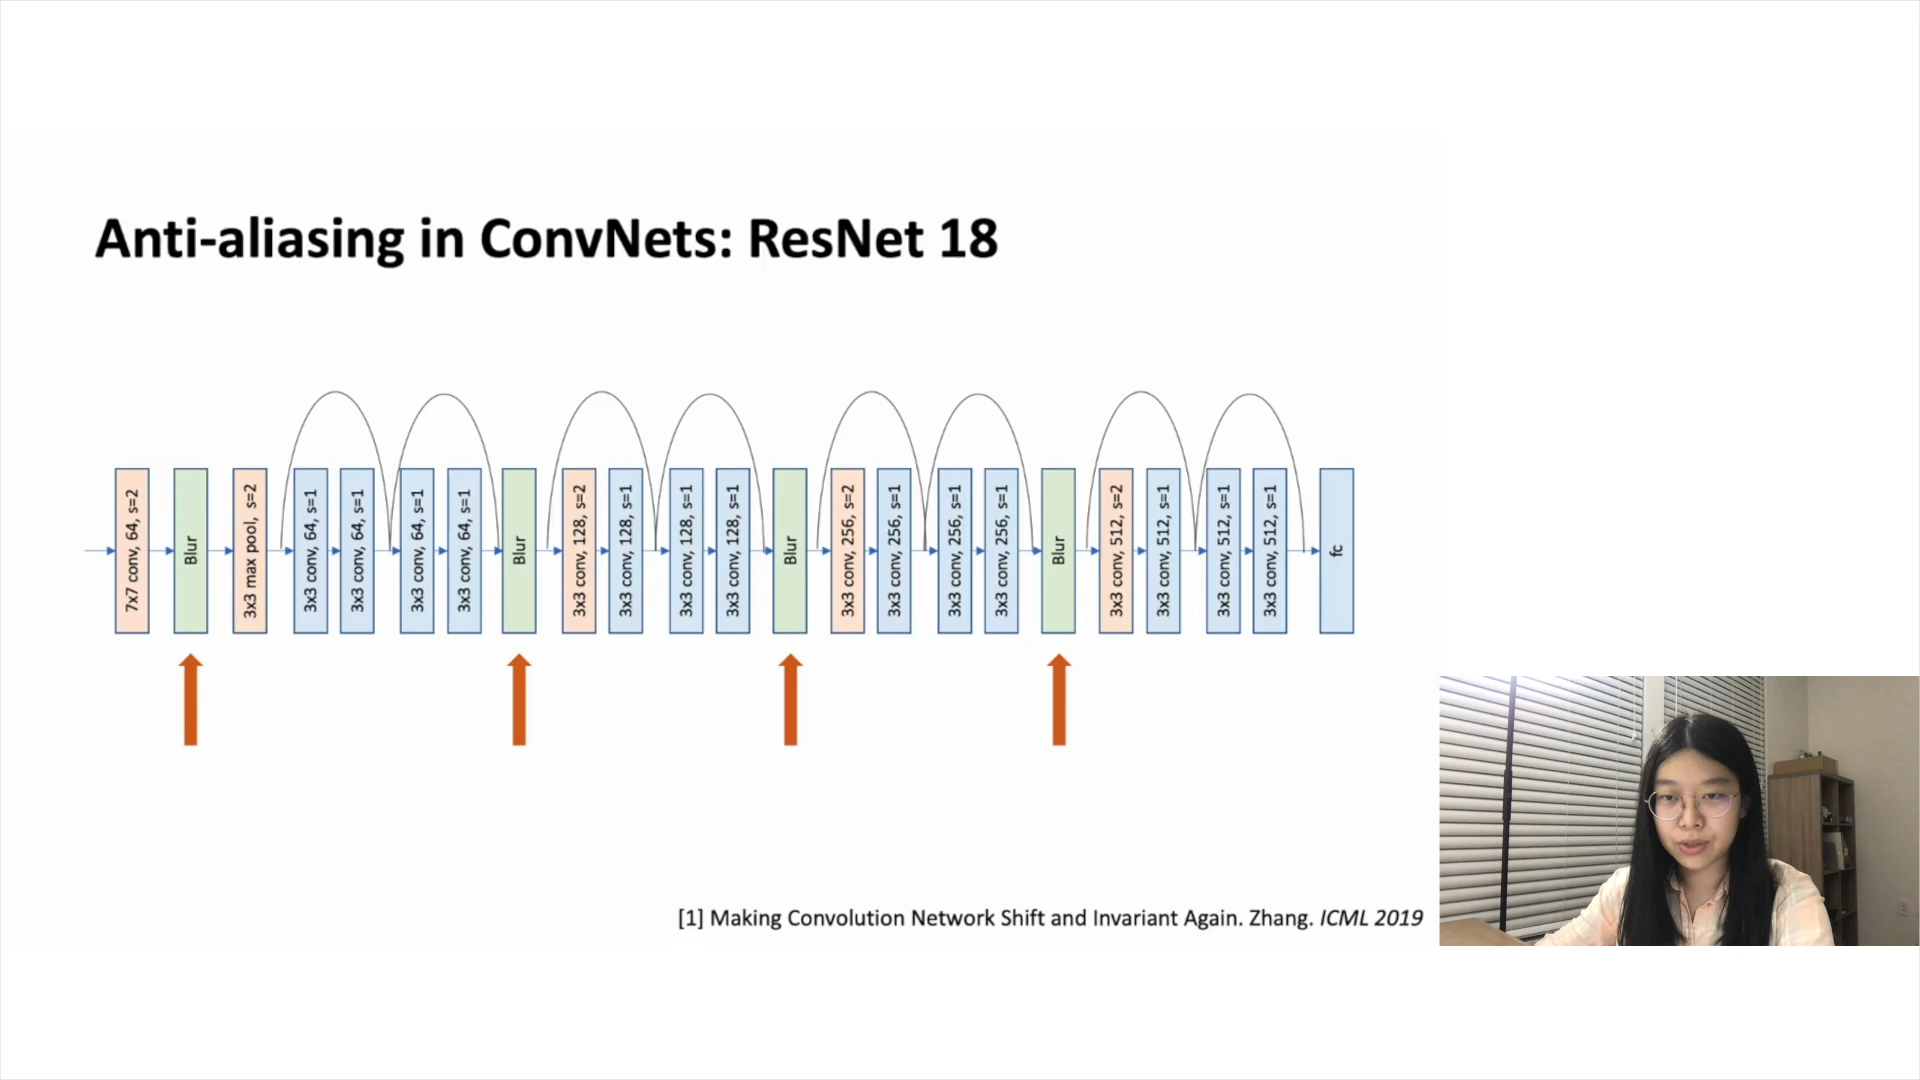 Anti-aliasing in ConvNets: ResNet 18
7x7 conv, 64, s=2
Blur
3x3 max pool, s=2
3x3 conv, 64, s=1
3x3 conv, 64, s=1
3x3 conv, 64, s=1
3x3 conv, 64, s=1
Blur
3x3 conv, 128, s=2
3x3 conv, 128, s=1
3x3 conv, 128, s=1
3x3 conv, 128, s=1
Blur
3x3 conv, 256, s=2
3x3 conv, 256, s=1
3x3 conv, 256, s=1
3x3 conv, 256, s=1
Blur
3x3 conv, 512, s=2
3x3 conv, 512, s=1
3x3 conv, 512, s=1
3x3 conv, 512, s=1
fc
[1] Making Convolution Network Shift and Invariant Again. Zhang. ICML 2019